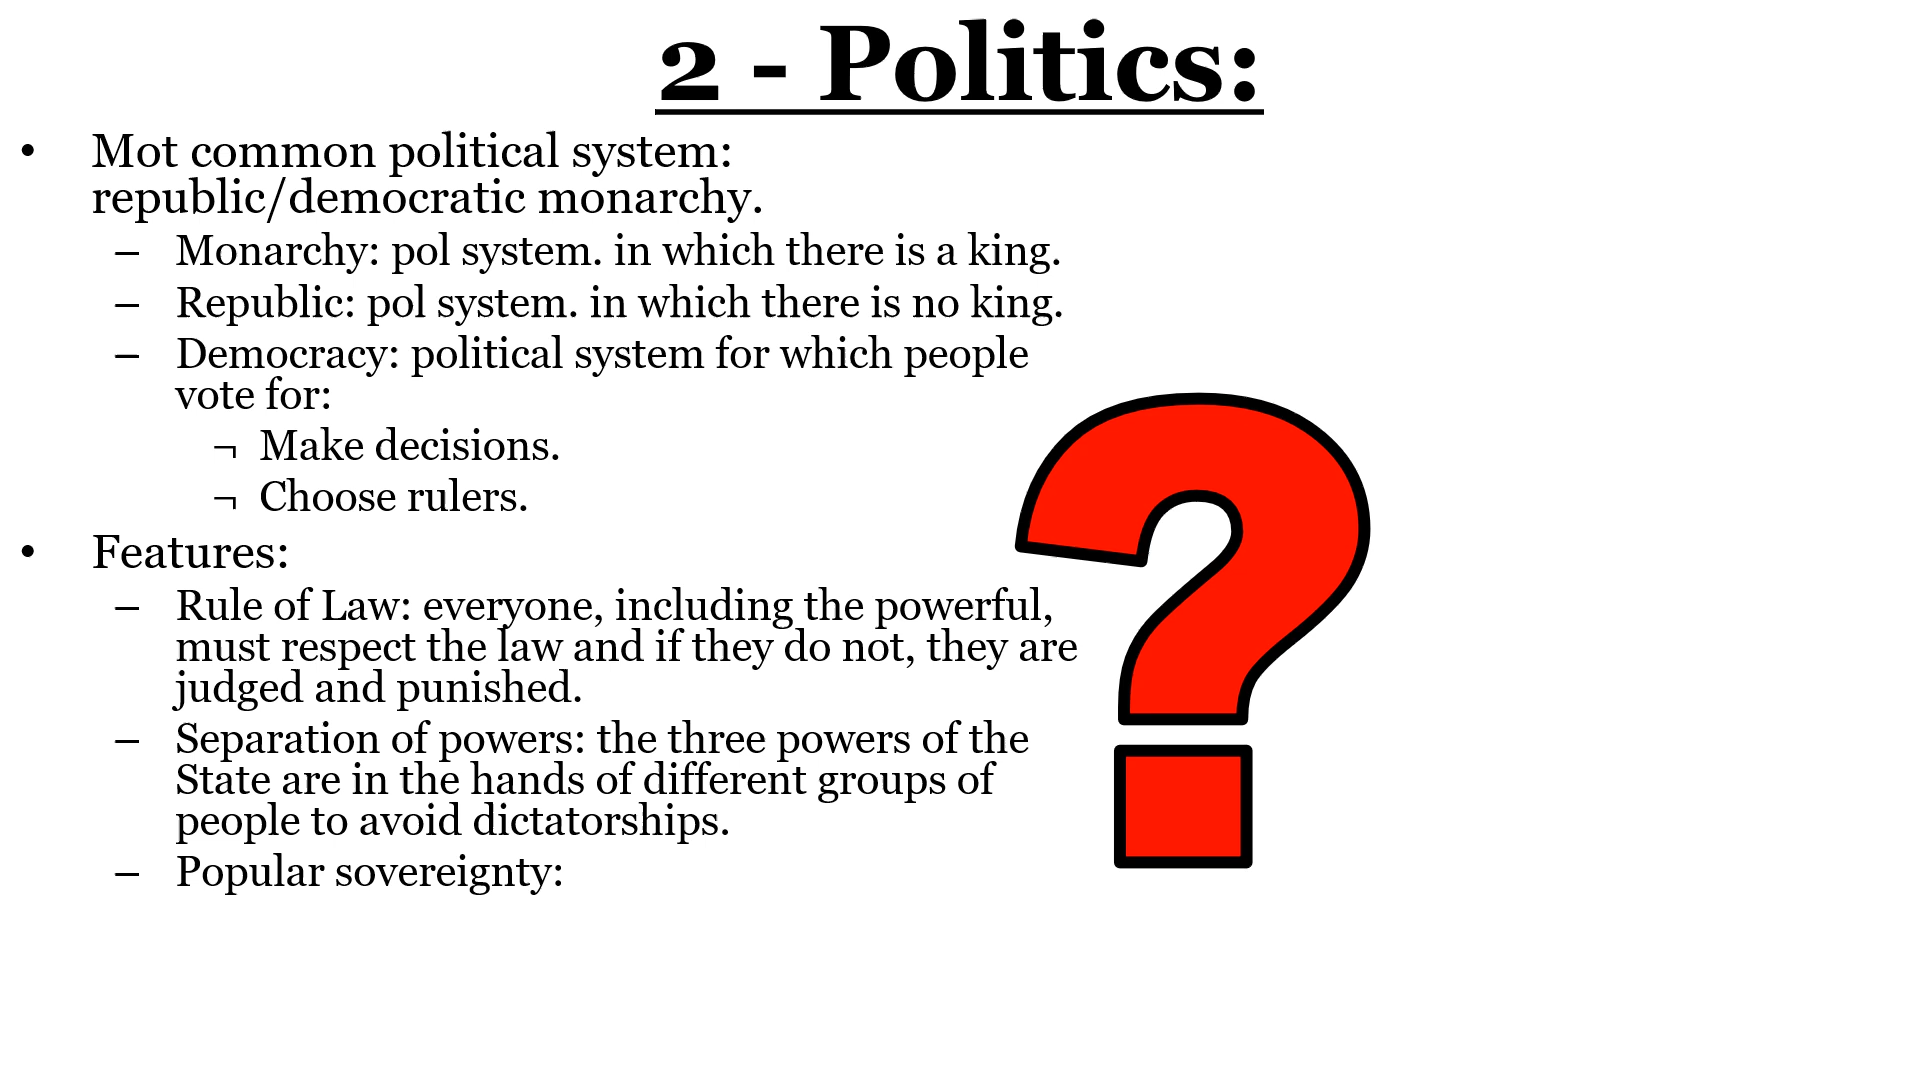 2 - Politics:
• Mot common political system:
republic/democratic monarchy.
– Monarchy: pol system. in which there is a king.
– Republic: pol system. in which there is no king.
– Democracy: political system for which people
vote for:
¬ Make decisions.
¬ Choose rulers.
• Features:
– Rule of Law: everyone, including the powerful,
must respect the law and if they do not, they are
judged and punished.
– Separation of powers: the three powers of the
State are in the hands of different groups of
people to avoid dictatorships.
– Popular sovereignty:
?